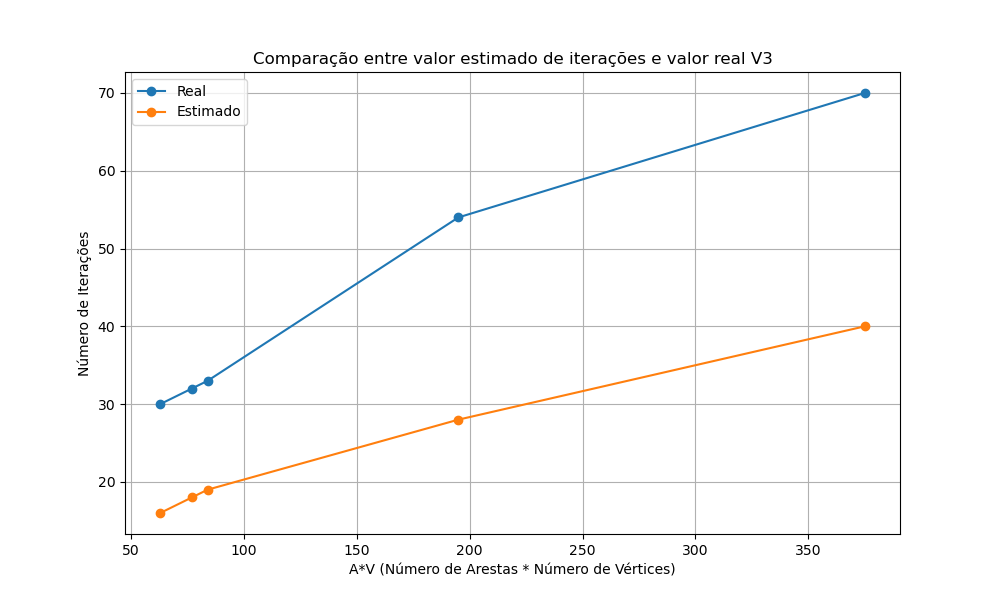 Comparação entre valor estimado de iterações e valor real V3
Real
Estimado
Número de Iterações
70
60
50
40
30
20
50 100 150 200 250 300 350
A*V (Número de Arestas * Número de Vértices)